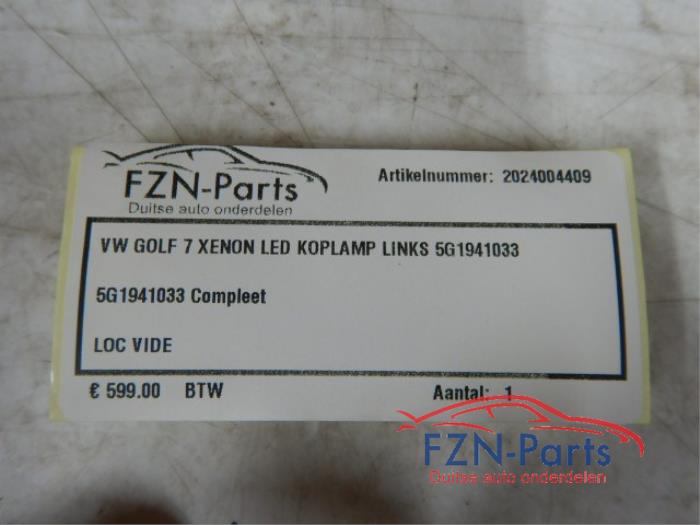 FZN-Parts
Duitse auto onderdelen
Artikelnummer: 2024004409
VW GOLF 7 XENON LED KOPLAMP LINKS 5G1941033
5G1941033 Compleet
LOC VIDE
€ 599.00 BTW
Aantal: 1
FZN-Parts
Duitse auto onderdelen